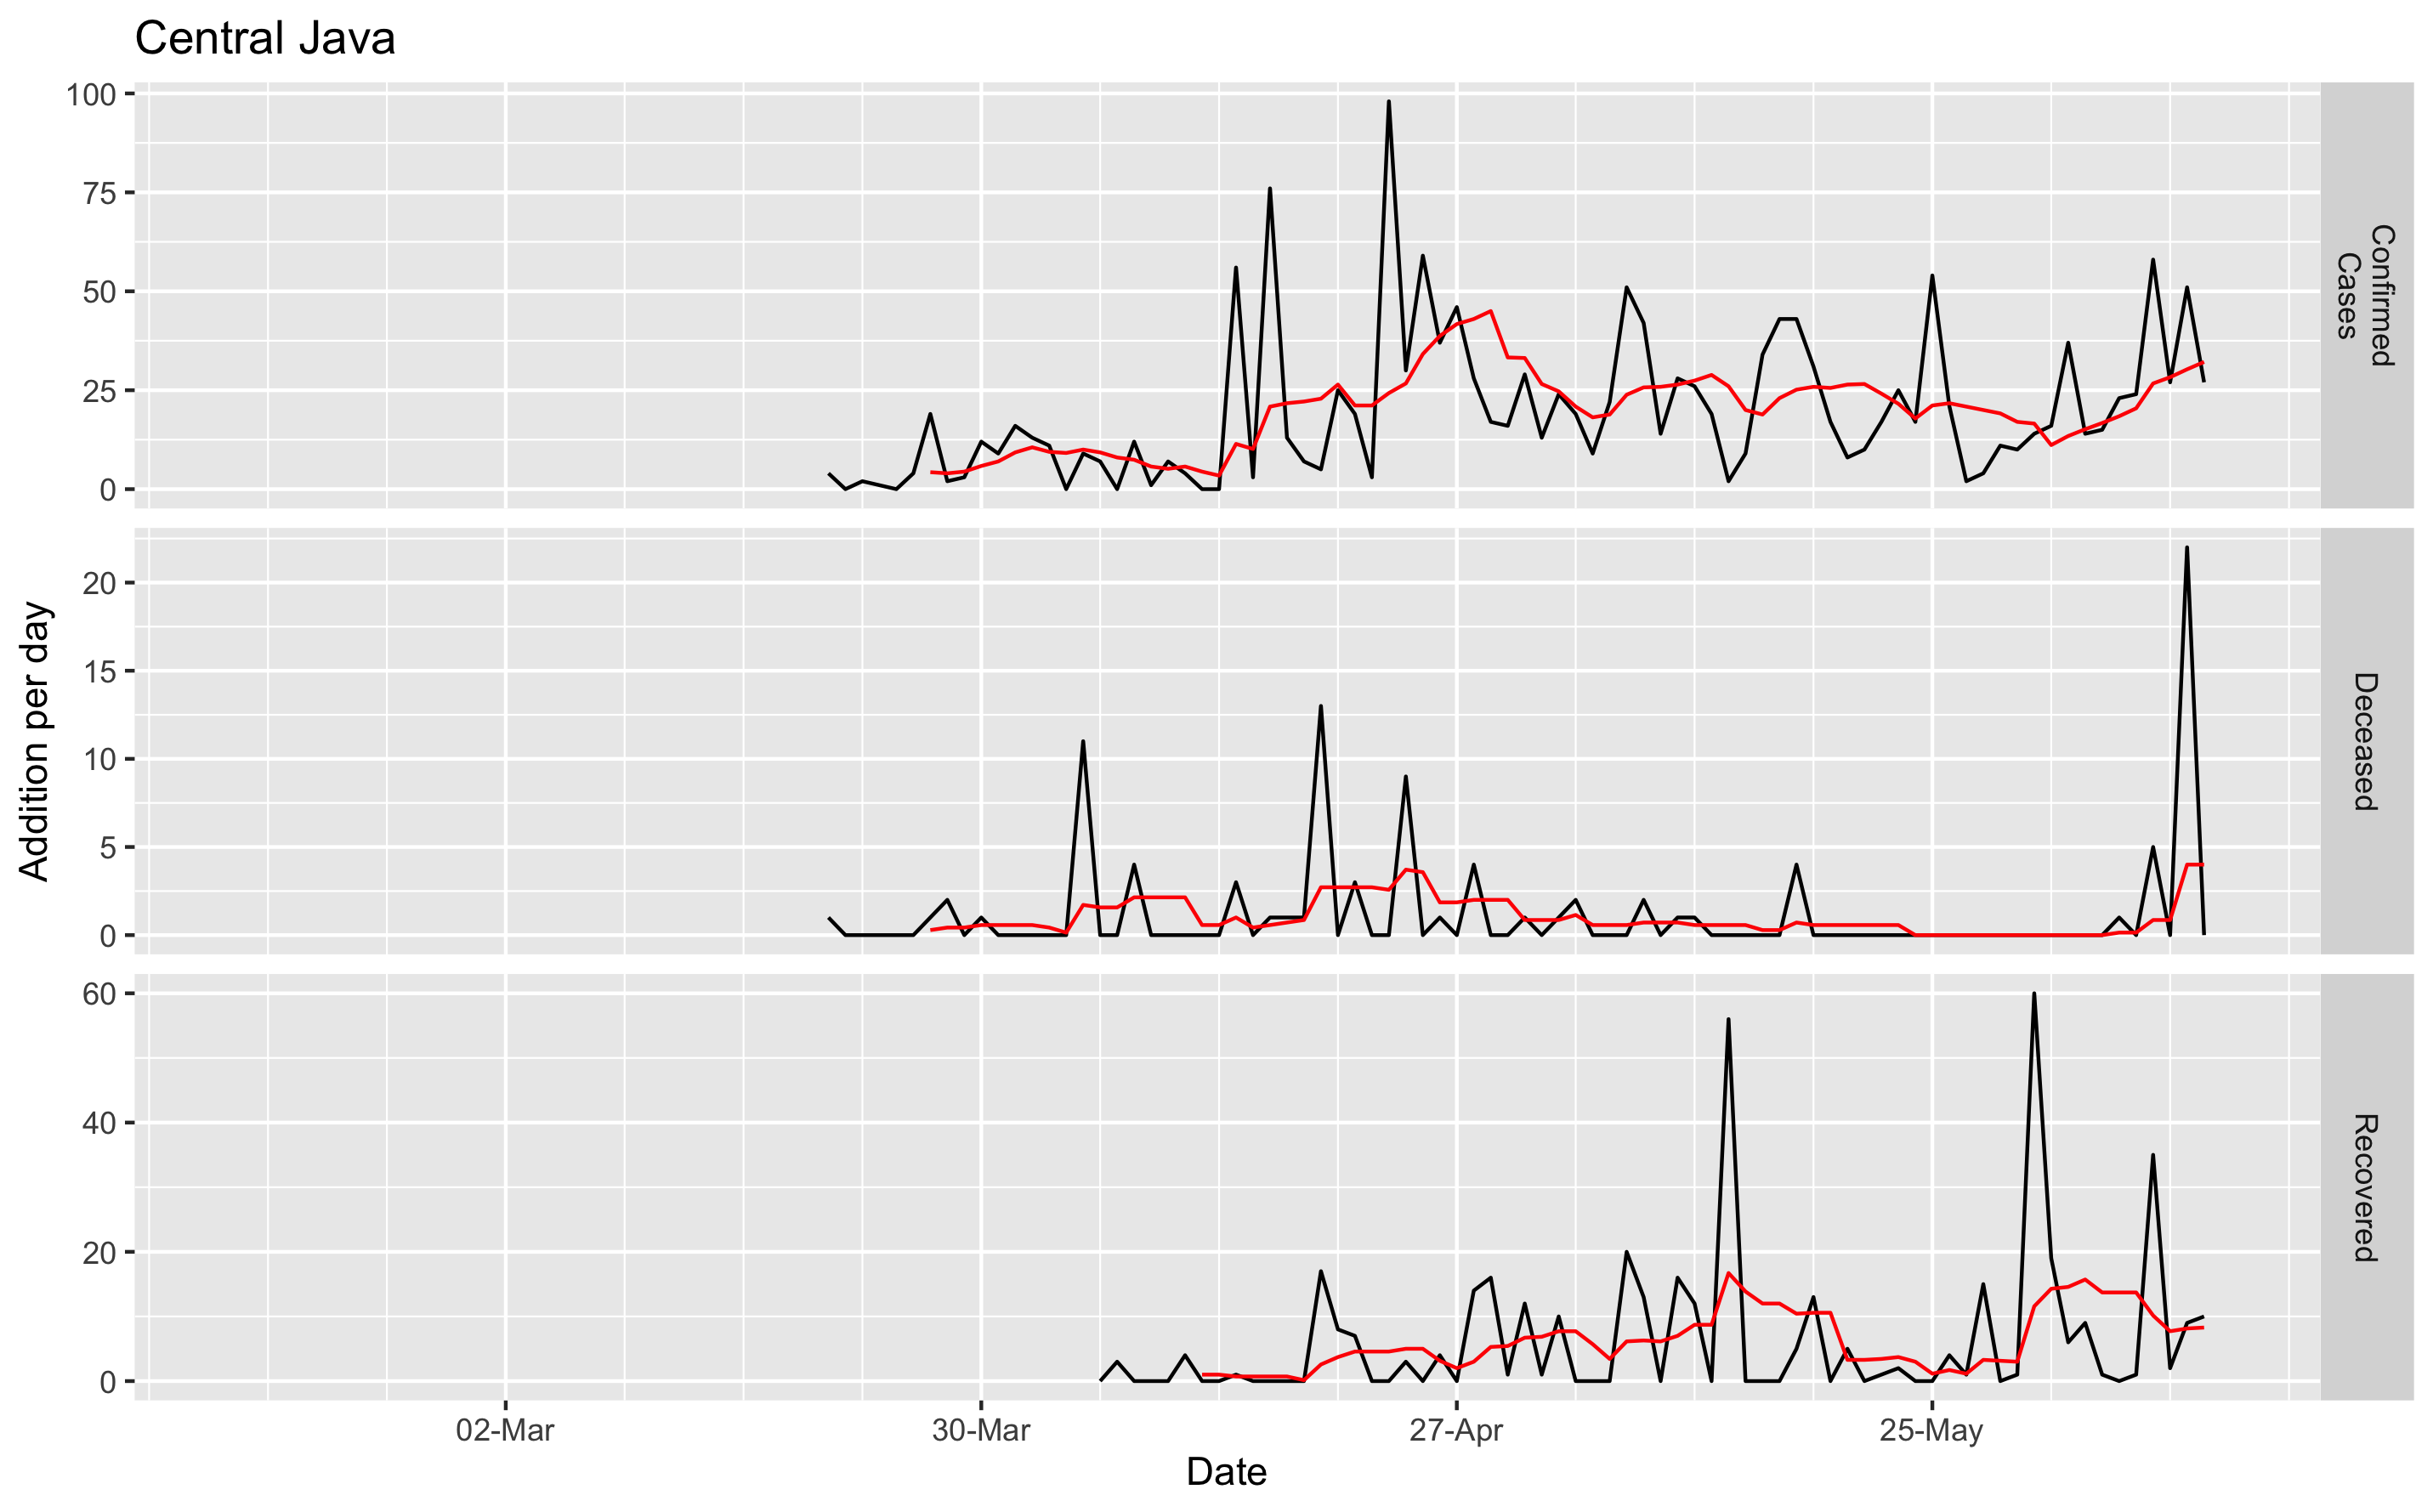 Central Java
Addition per day
100
75
50
25
0
Confirmed
Cases
20
15
10
5
0
Deceased
60
40
20
0
Recovered
02-Mar
30-Mar
27-Apr
25-May
Date